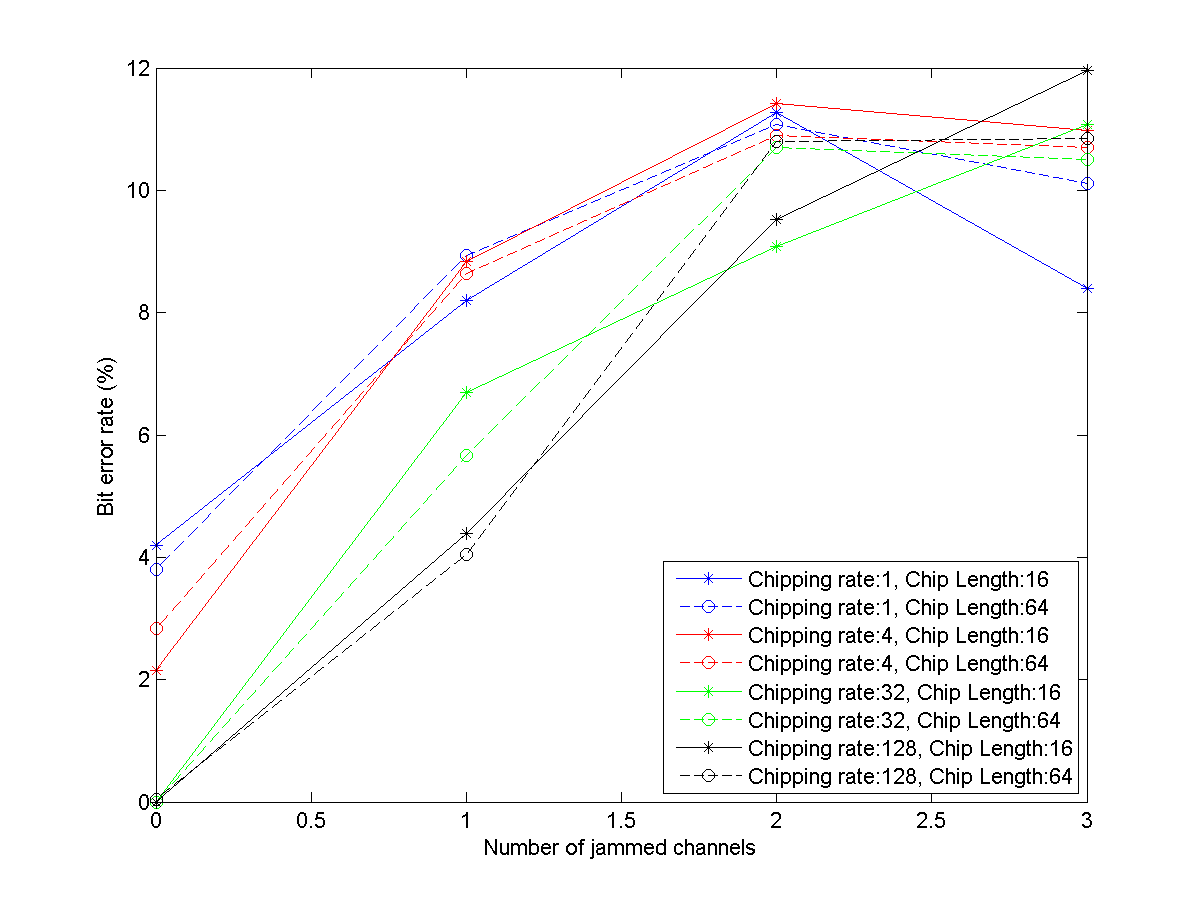 12
10
8
6
4
2
0
Bit error rate (%)
Chipping rate:1, Chip Length:16
Chipping rate:1, Chip Length:64
Chipping rate:4, Chip Length:16
Chipping rate:4, Chip Length:64
Chipping rate:32, Chip Length:16
Chipping rate:32, Chip Length:64
Chipping rate:128, Chip Length:16
Chipping rate:128, Chip Length:64
0 0.5 1 1.5 2 2.5 3
Number of jammed channels